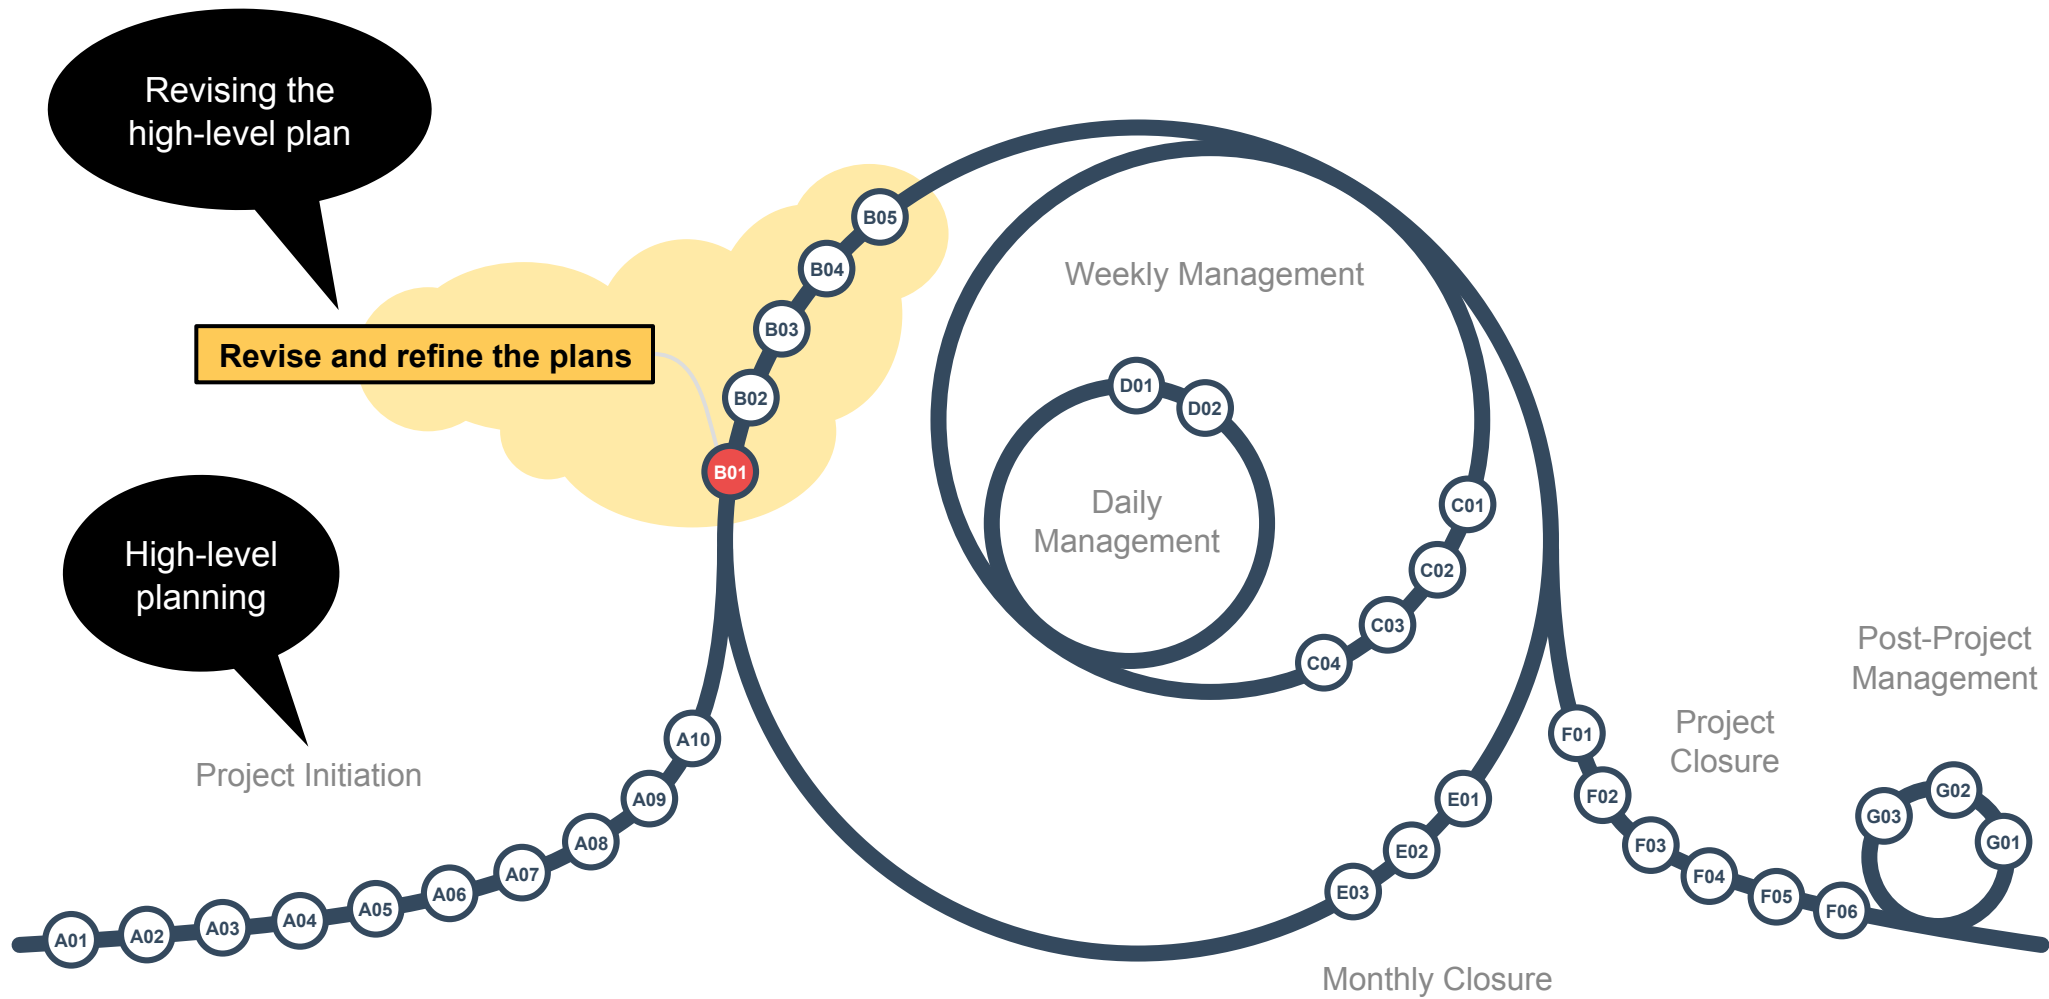 Revising the
high-level plan
Revise and refine the plans
High-level
planning
Project Initiation
A01
A02
A03
A04
A05
A06
A07
A08
A09
A10
B01
B02
B03
B04
B05
Weekly Management
C01
C02
C03
C04
Daily
Management
D01
D02
E01
E02
E03
Monthly Closure
Project
Closure
F01
F02
F03
F04
F05
F06
Post-Project
Management
G01
G02
G03